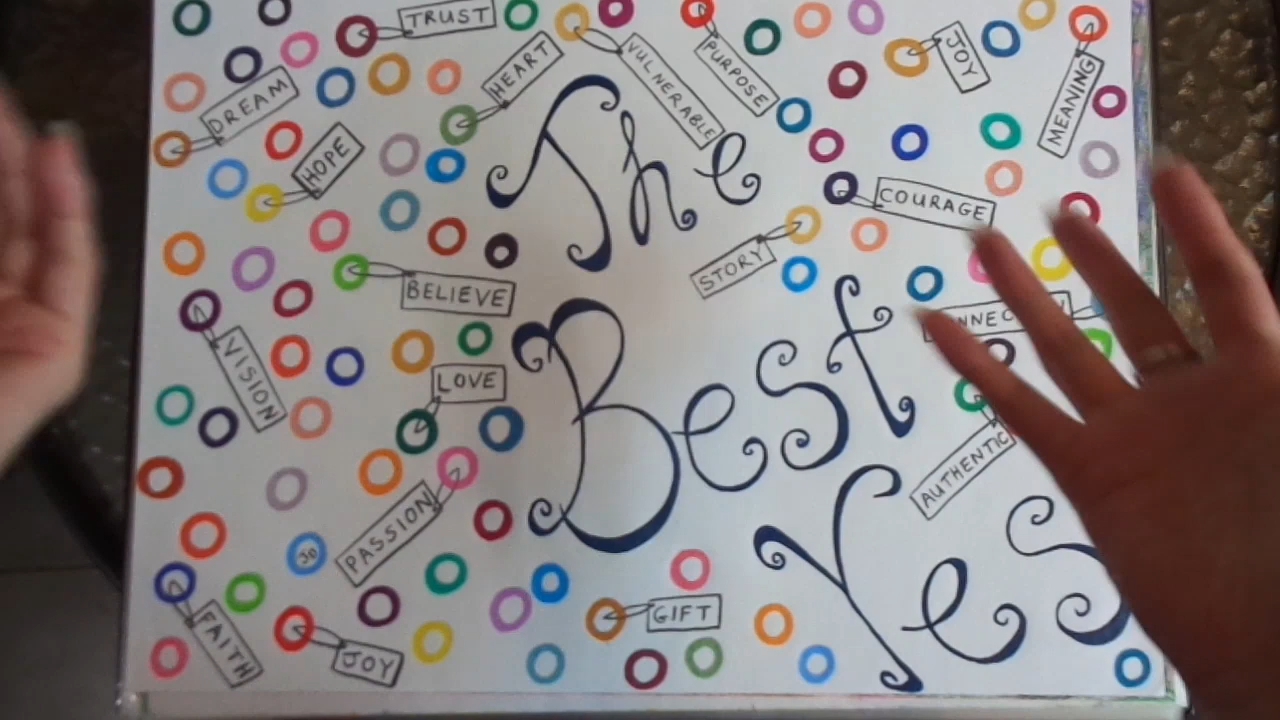 TRUST
HEART
VULNERABLE
PURPOSE
JOY
MEANING
DREAM
HOPE
The
COURAGE
STORY
BELIEVE
VISION
LOVE
Best
AUTHENTIC
PASSION
JO
Yes
GIFT
FAITH
JOY